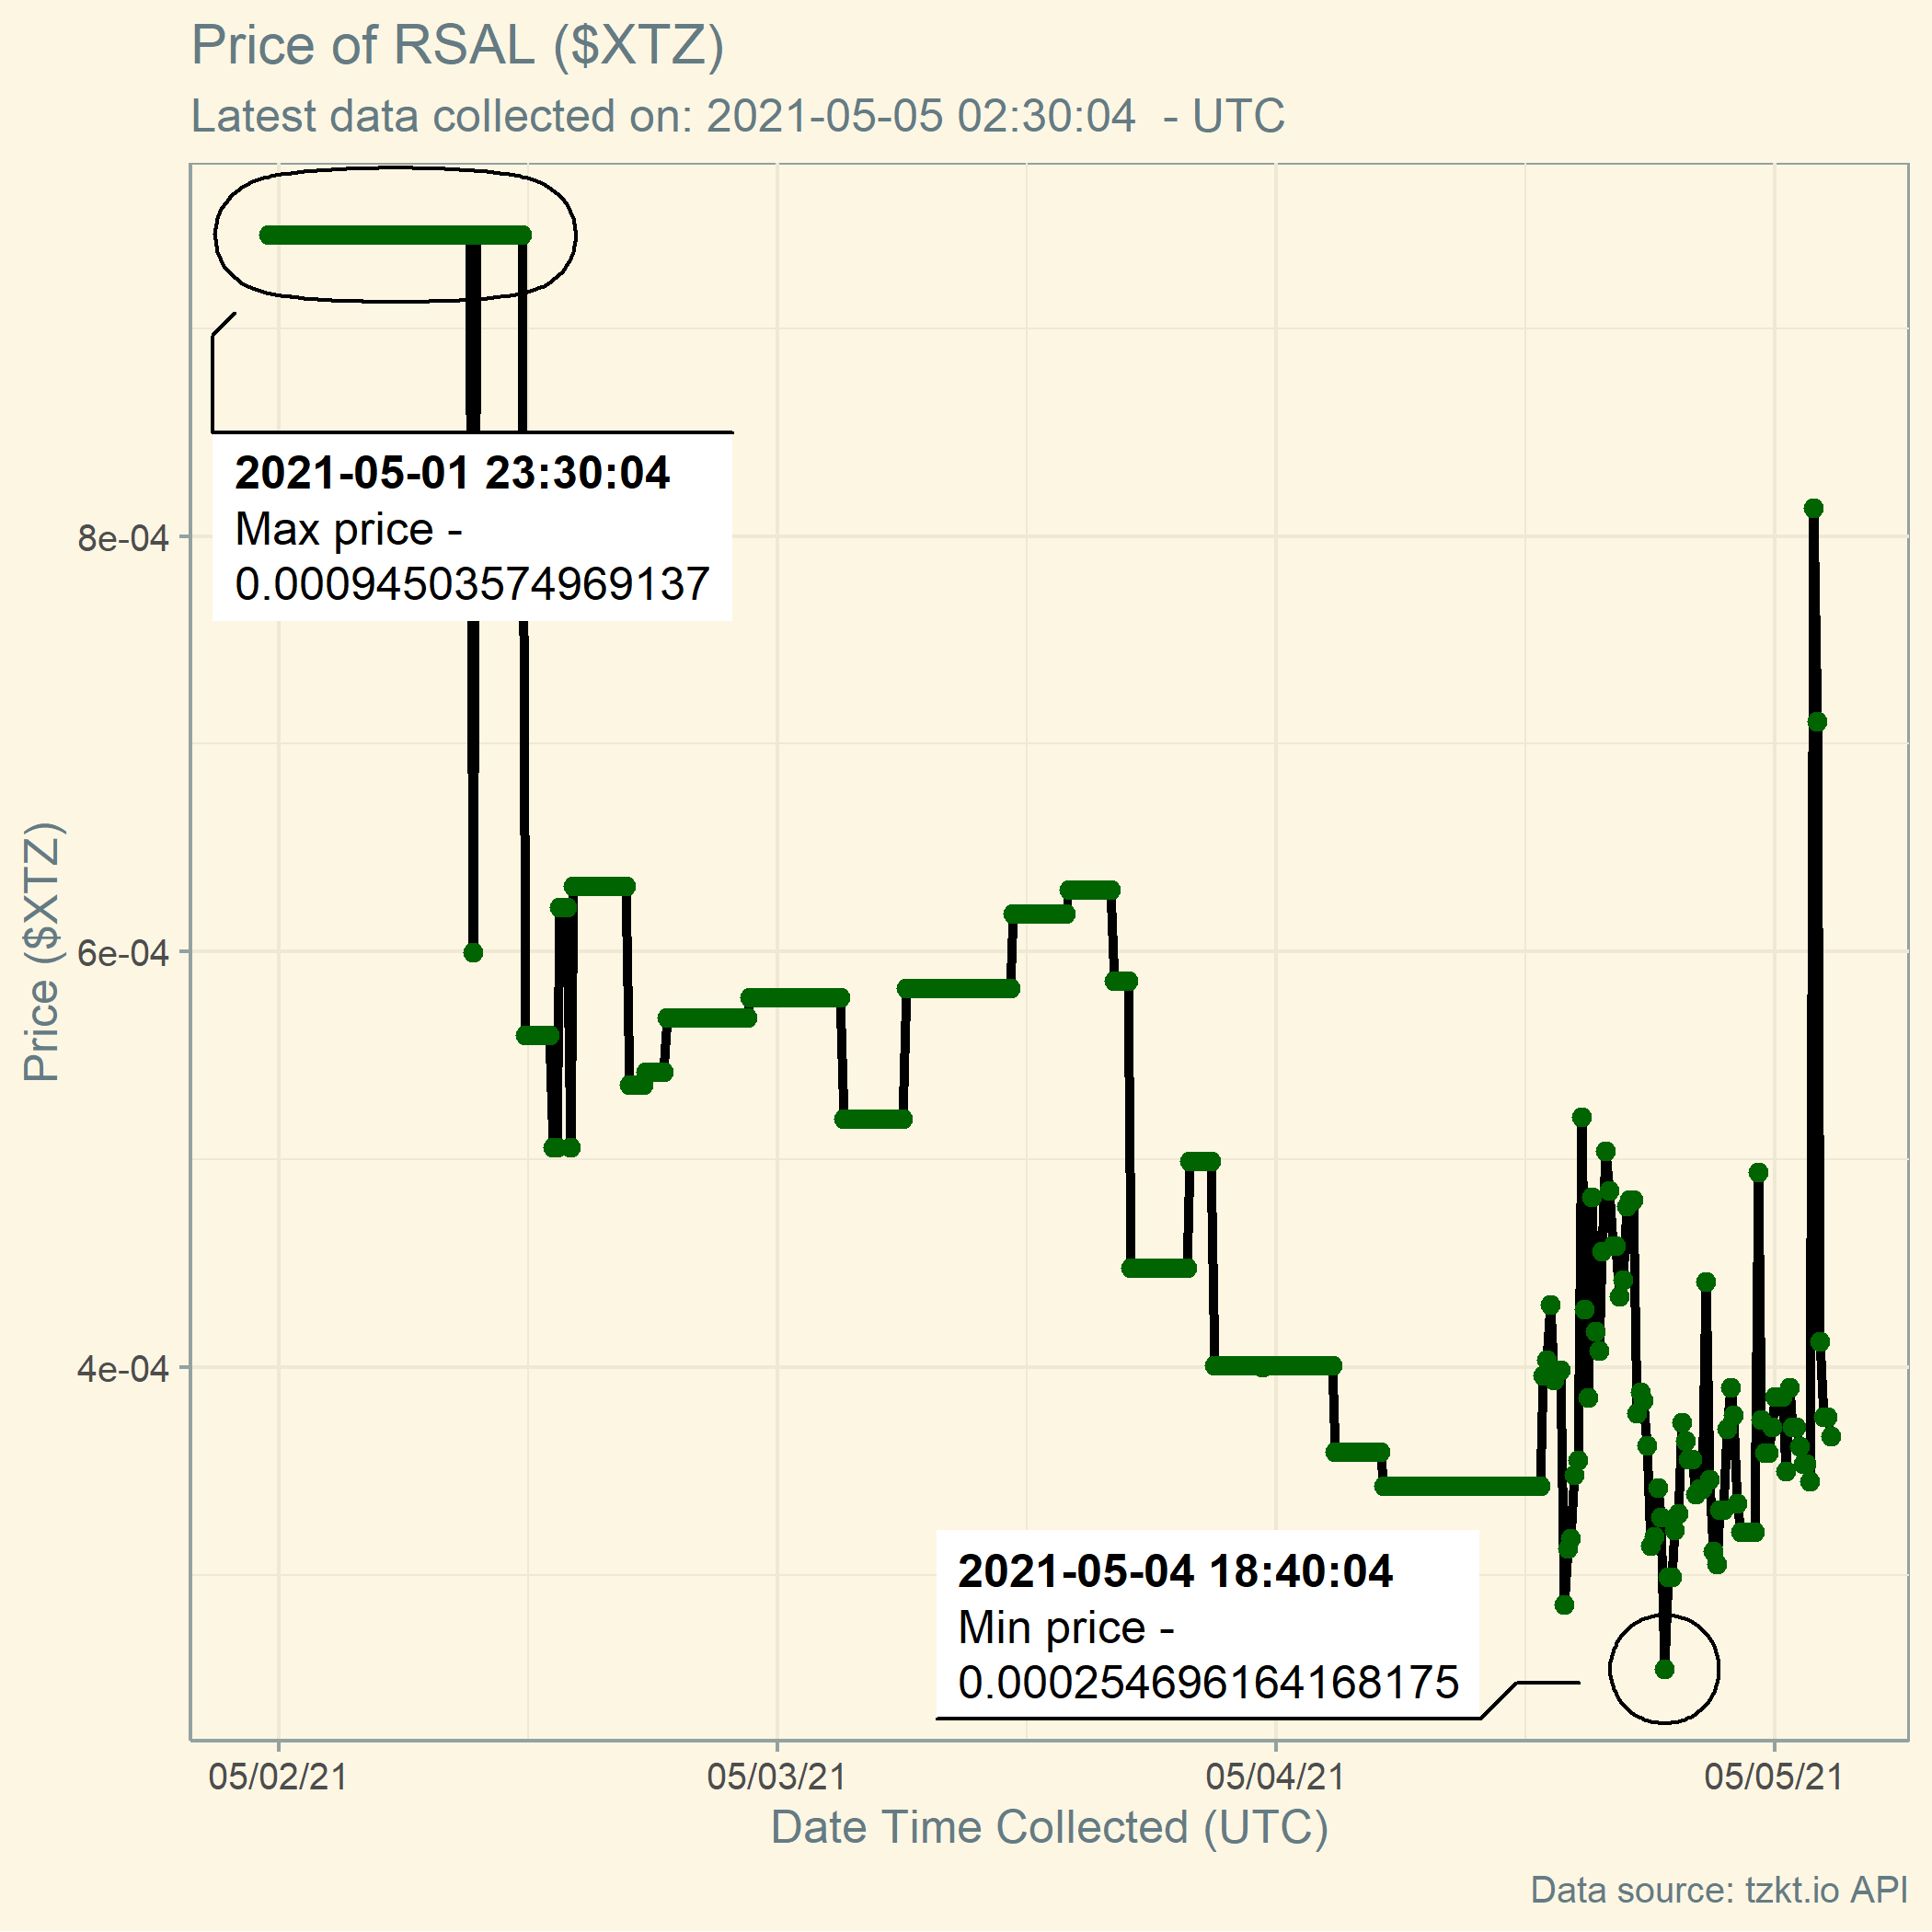 Price of RSAL ($XTZ)
Latest data collected on: 2021-05-05 02:30:04  - UTC
2021-05-01 23:30:04
Max price -
0.000945035749​69137
8e-04
6e-04
4e-04
Price ($XTZ)
2021-05-04 18:40:04
Min price -
0.000254696164168175
05/02/21
05/03/21
05/04/21
05/05/21
Date Time Collected (UTC)
Data source: tzkt.io API